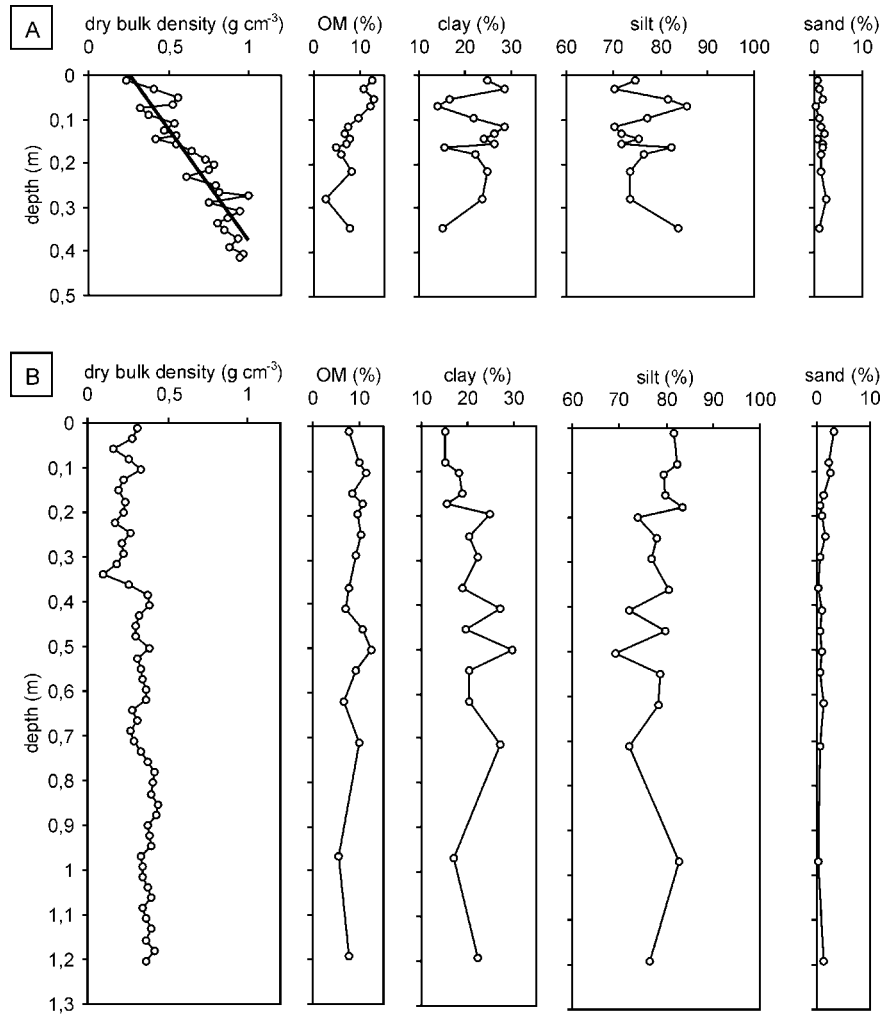 A
dry bulk density (g cm-3) OM (%) clay (%) silt (%) sand (%)
0 0,5 1 0 10 10 20 30 60 70 80 90 100 0 10
0
0,1
0,2
0,3
0,4
0,5
depth (m)
B
dry bulk density (g cm-3) OM (%) clay (%) silt (%) sand (%)
0 0,5 1 0 10 10 20 30 60 70 80 90 100 0 10
0
0,1
0,2
0,3
0,4
0,5
0,6
0,7
0,8
0,9
1
1,1
1,2
1,3
depth (m)